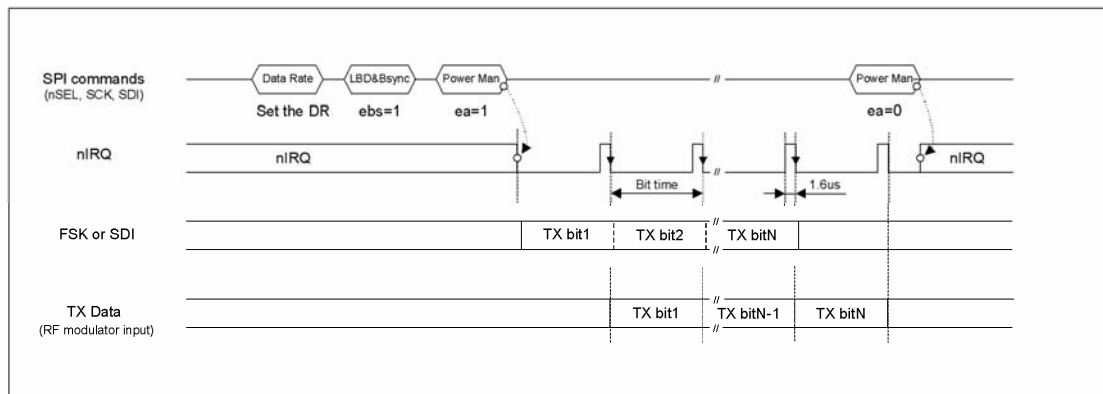 SPI commands
(nSEL, SCK, SDI)
Data Rate
LBD&Bsync
Power Man
//
Power Man
Set the DR
ebs=1
ea=1
ea=0
nIRQ
nIRQ
nIRQ
Bit time
//
1.6us
FSK or SDI
TX bit1
TX bit2
//
//
TX bitN
TX Data
(RF modulator input)
TX bit1
//
//
TX bitN-1
TX bitN